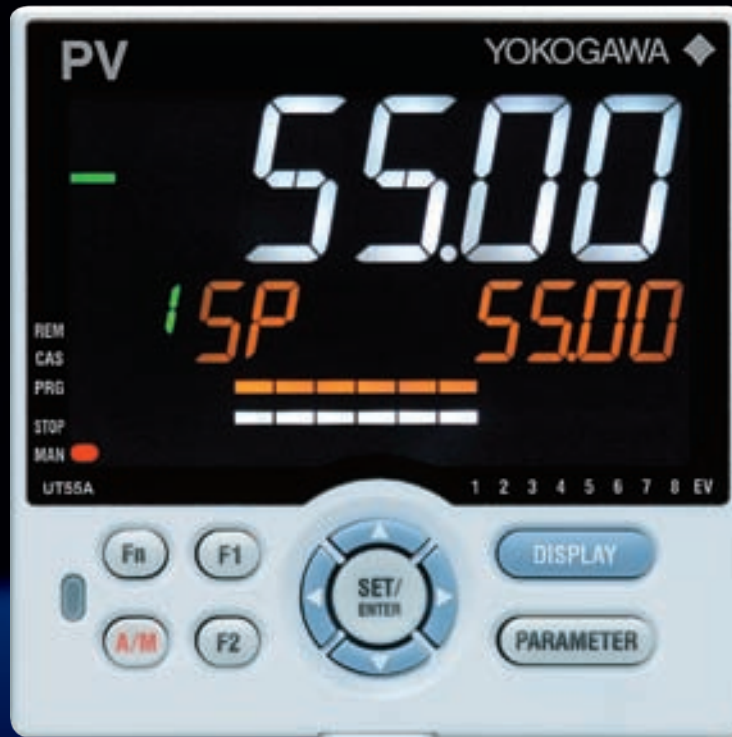 PV YOKOGAWA
55.00
1 SP 55.00
REM
CAS
PRG
STOP
MAN
UT55A 1 2 3 4 5 6 7 8 EV
Fn F1 DISPLAY
SET/
ENTER
A/M F2 PARAMETER